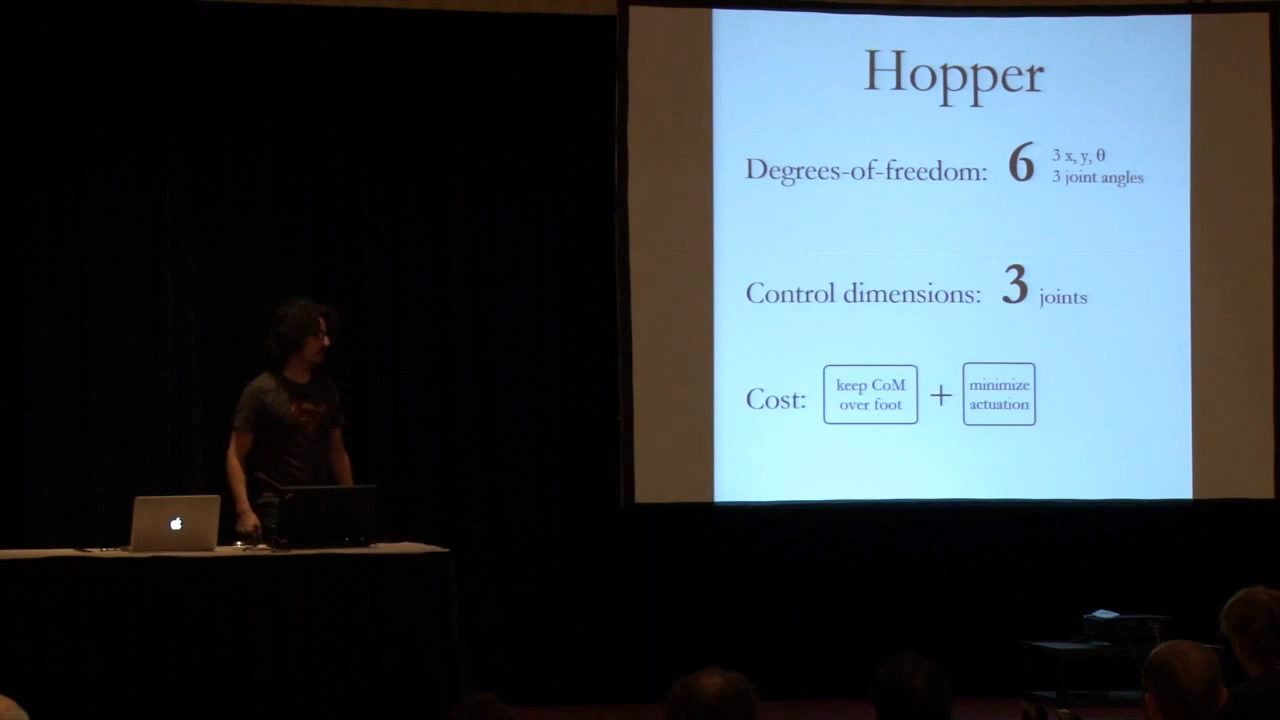 Hopper
Degrees-of-freedom: 6 3 x, y, θ
3 joint angles
Control dimensions: 3 joints
Cost: keep CoM over foot + minimize actuation